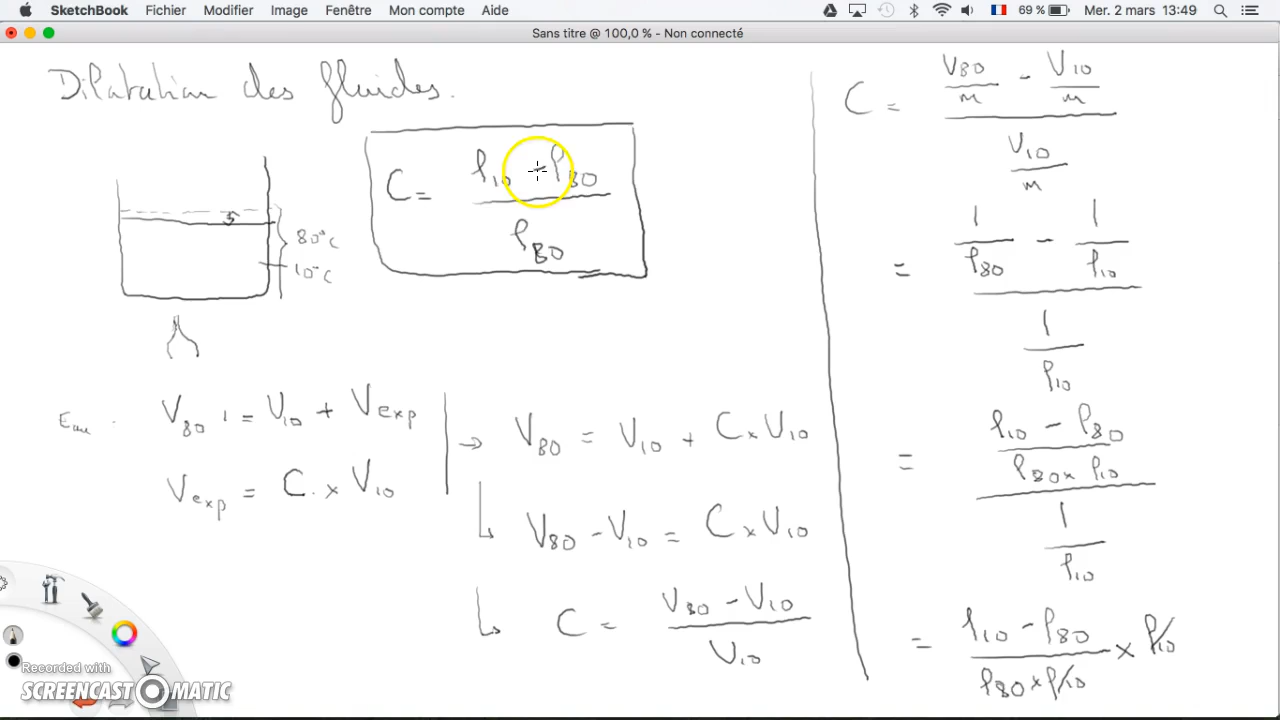 SketchBook Fichier Modifier Image Fenêtre Mon compte Aide 69 % Mer. 2 mars 13:49
Sans titre @ 100,0 % - Non connecté
Dilatation des fluides.
C = (ρ10 - ρ80) / ρ80
80°C
10°C
Eau V80 = V10 + Vexp
Vexp = C × V10
→ V80 = V10 + C × V10
↳ V80 - V10 = C × V10
↳ C = (V80 - V10) / V10
C = (V80/m - V10/m) / (V10/m)
= (1/ρ80 - 1/ρ10) / (1/ρ10)
= ((ρ10 - ρ80) / (ρ80 × ρ10)) / (1/ρ10)
= (ρ10 - ρ80) / (ρ80 × ρ10) × ρ10
Recorded with
SCREENCAST-O-MATIC